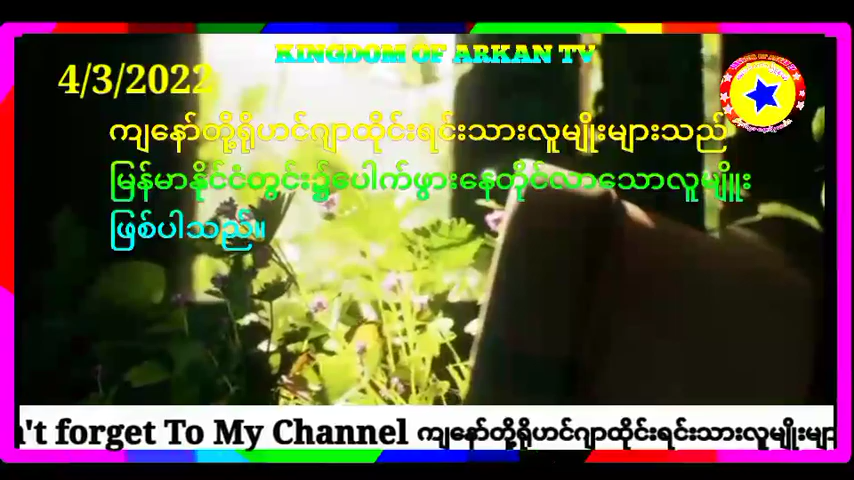 KINGDOM OF ARKAN TV
4/3/2022
ကျနော်တို့ရိုဟင်ဂျာထိုင်းရင်းသားလူမျိုးများသည်
မြန်မာနိုင်ငံတွင်း၌ပေါက်ဖွားနေတိုင်လာသောလူမျိူး
ဖြစ်ပါသည်။
't forget To My Channel ကျနော်တို့ရိုဟင်ဂျာထိုင်းရင်းသားလူမျိုးမျာ